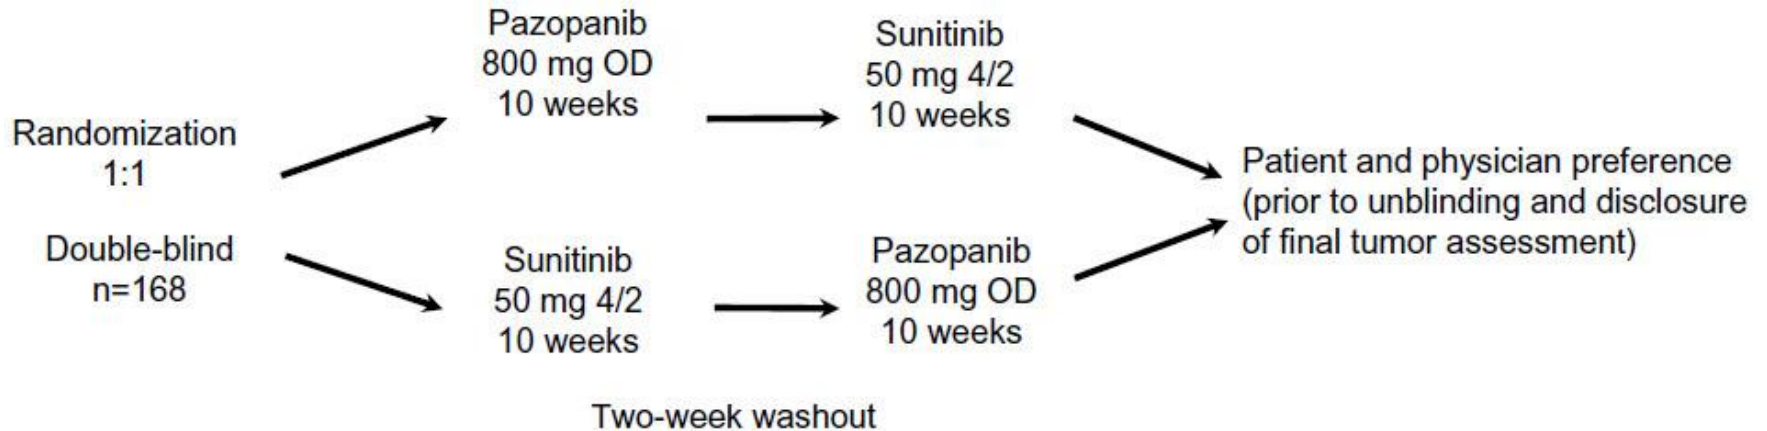 Randomization
1:1
Double-blind
n=168
Pazopanib
800 mg OD
10 weeks
Sunitinib
50 mg 4/2
10 weeks
Sunitinib
50 mg 4/2
10 weeks
Pazopanib
800 mg OD
10 weeks
Patient and physician preference
(prior to unblinding and disclosure
of final tumor assessment)
Two-week washout